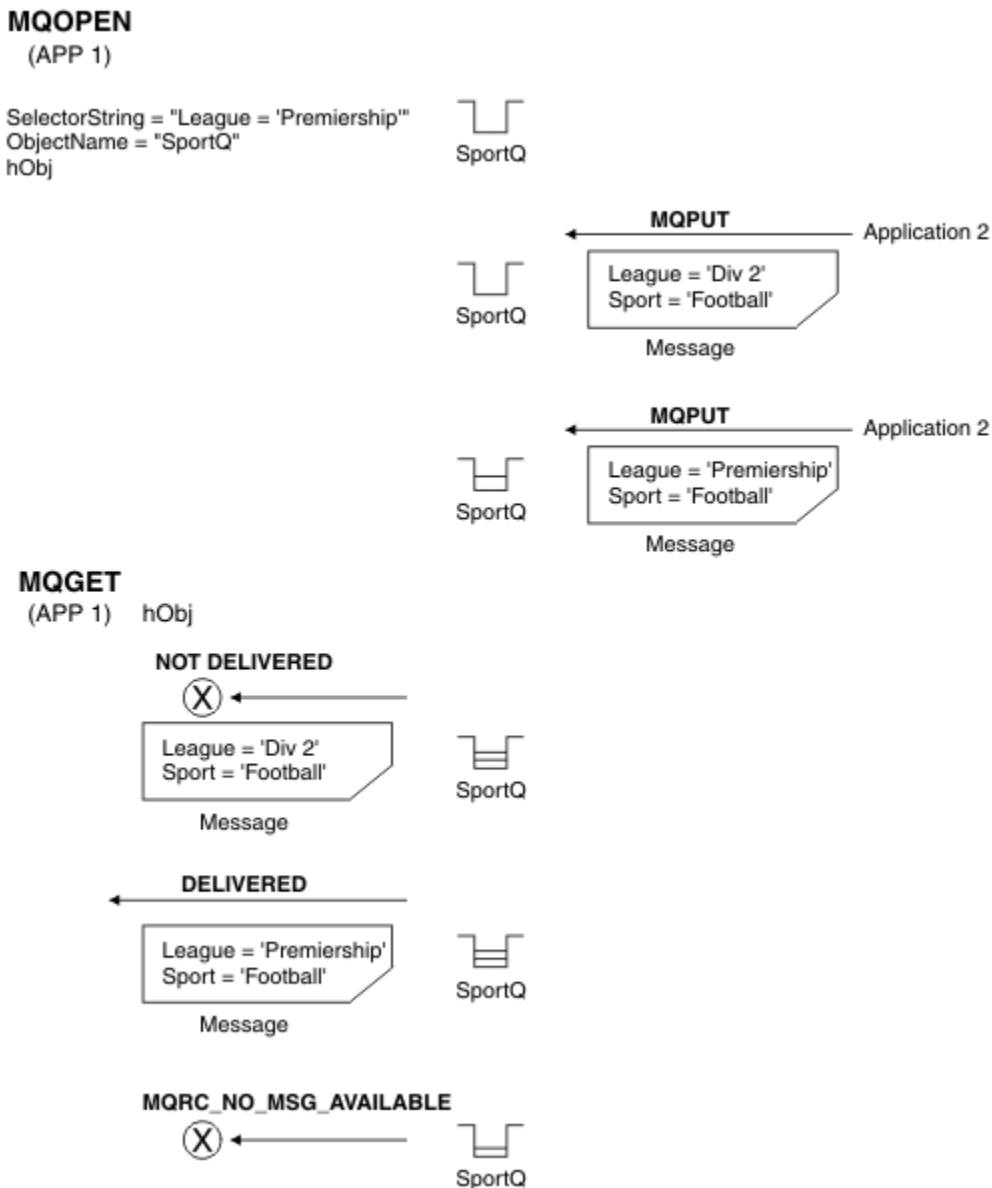 MQOPEN
(APP 1)
SelectorString = "League = 'Premiership'"
ObjectName = "SportQ"
hObj
SportQ
MQPUT
Application 2
League = 'Div 2'
Sport = 'Football'
SportQ
Message
MQPUT
Application 2
League = 'Premiership'
Sport = 'Football'
SportQ
Message
MQGET
(APP 1) hObj
NOT DELIVERED
X
League = 'Div 2'
Sport = 'Football'
SportQ
Message
DELIVERED
League = 'Premiership'
Sport = 'Football'
SportQ
Message
MQRC_NO_MSG_AVAILABLE
X
SportQ